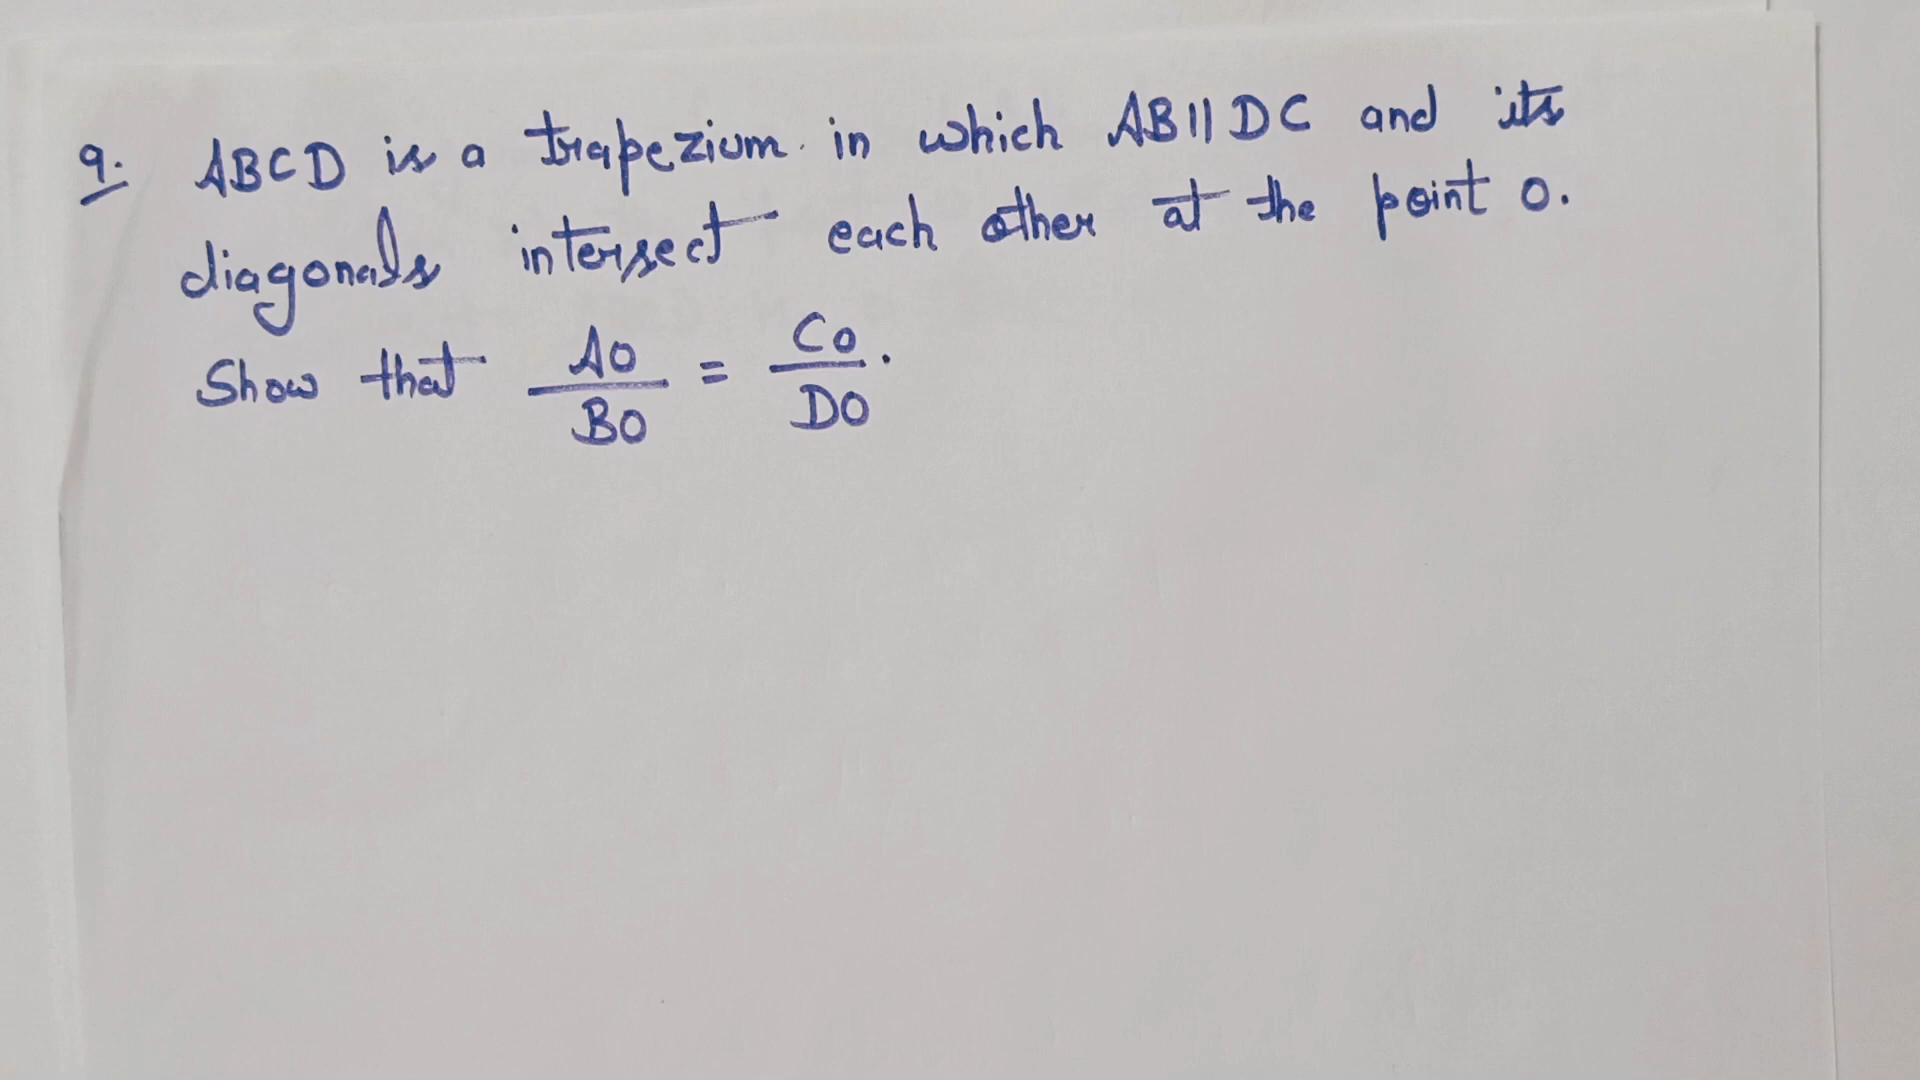 9. ABCD is a trapezium in which AB || DC and its
diagonals intersect each other at the point O.
Show that AO/BO = CO/DO.